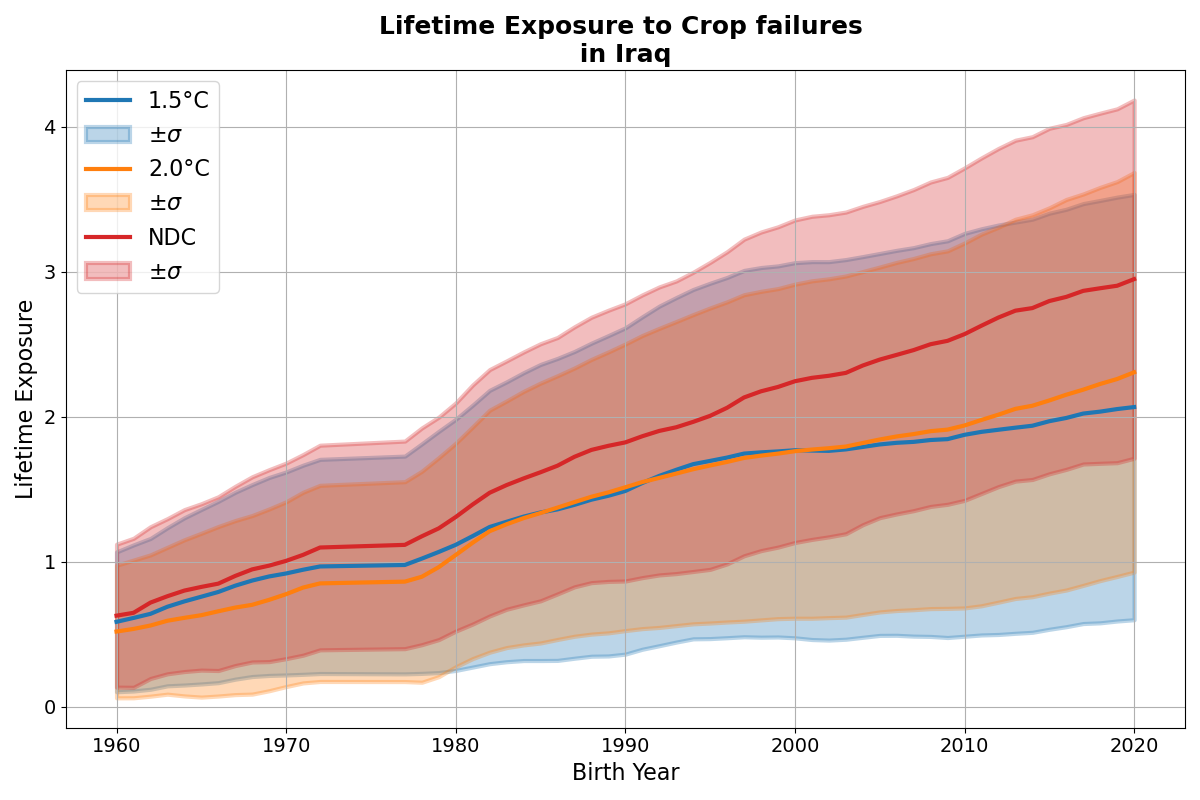 Lifetime Exposure to Crop failures
in Iraq
1.5°C
±σ
2.0°C
±σ
NDC
±σ
Lifetime Exposure
4
3
2
1
0
1960 1970 1980 1990 2000 2010 2020
Birth Year